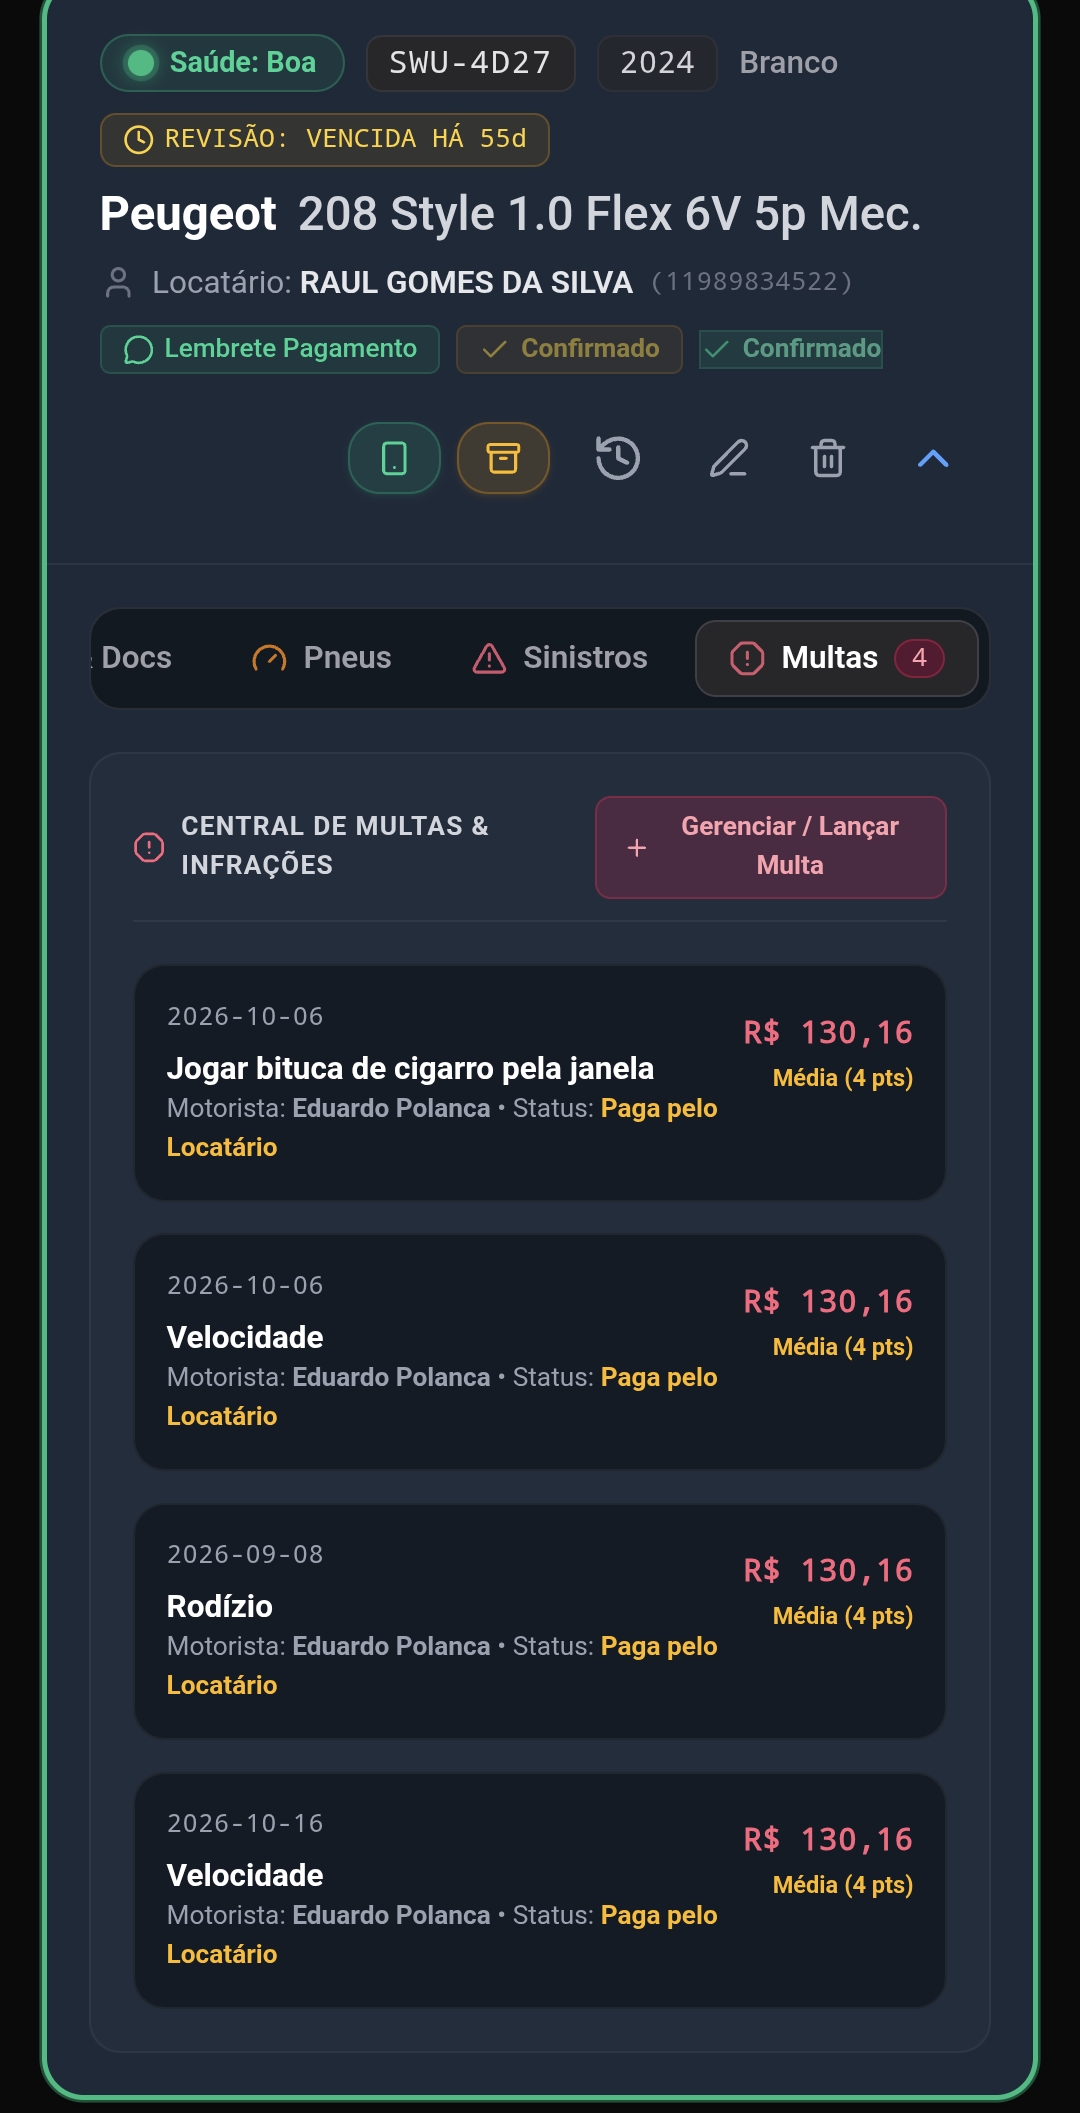 Saúde: Boa SWU-4D27 2024 Branco
REVISÃO: VENCIDA HÁ 55d
Peugeot 208 Style 1.0 Flex 6V 5p Mec.
Locatário: RAUL GOMES DA SILVA (11989834522)
Lembrete Pagamento Confirmado Confirmado
Docs Pneus Sinistros Multas 4
CENTRAL DE MULTAS &
INFRAÇÕES
+ Gerenciar / Lançar
Multa
2026-10-06
R$ 130,16
Jogar bituca de cigarro pela janela
Média (4 pts)
Motorista: Eduardo Polanca • Status: Paga pelo
Locatário
2026-10-06
R$ 130,16
Velocidade
Média (4 pts)
Motorista: Eduardo Polanca • Status: Paga pelo
Locatário
2026-09-08
R$ 130,16
Rodízio
Média (4 pts)
Motorista: Eduardo Polanca • Status: Paga pelo
Locatário
2026-10-16
R$ 130,16
Velocidade
Média (4 pts)
Motorista: Eduardo Polanca • Status: Paga pelo
Locatário